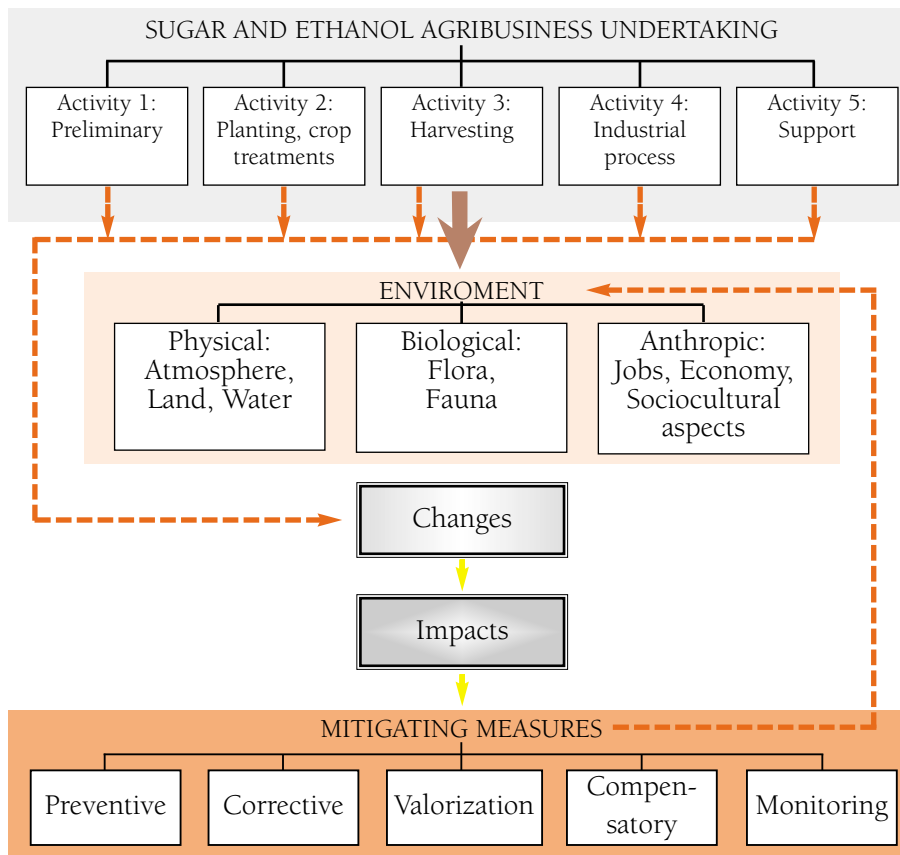 SUGAR AND ETHANOL AGRIBUSINESS UNDERTAKING
Activity 1:
Preliminary
Activity 2:
Planting, crop
treatments
Activity 3:
Harvesting
Activity 4:
Industrial
process
Activity 5:
Support
ENVIROMENT
Physical:
Atmosphere,
Land, Water
Biological:
Flora,
Fauna
Anthropic:
Jobs, Economy,
Sociocultural
aspects
Changes
Impacts
MITIGATING MEASURES
Preventive
Corrective
Valorization
Compen-
satory
Monitoring